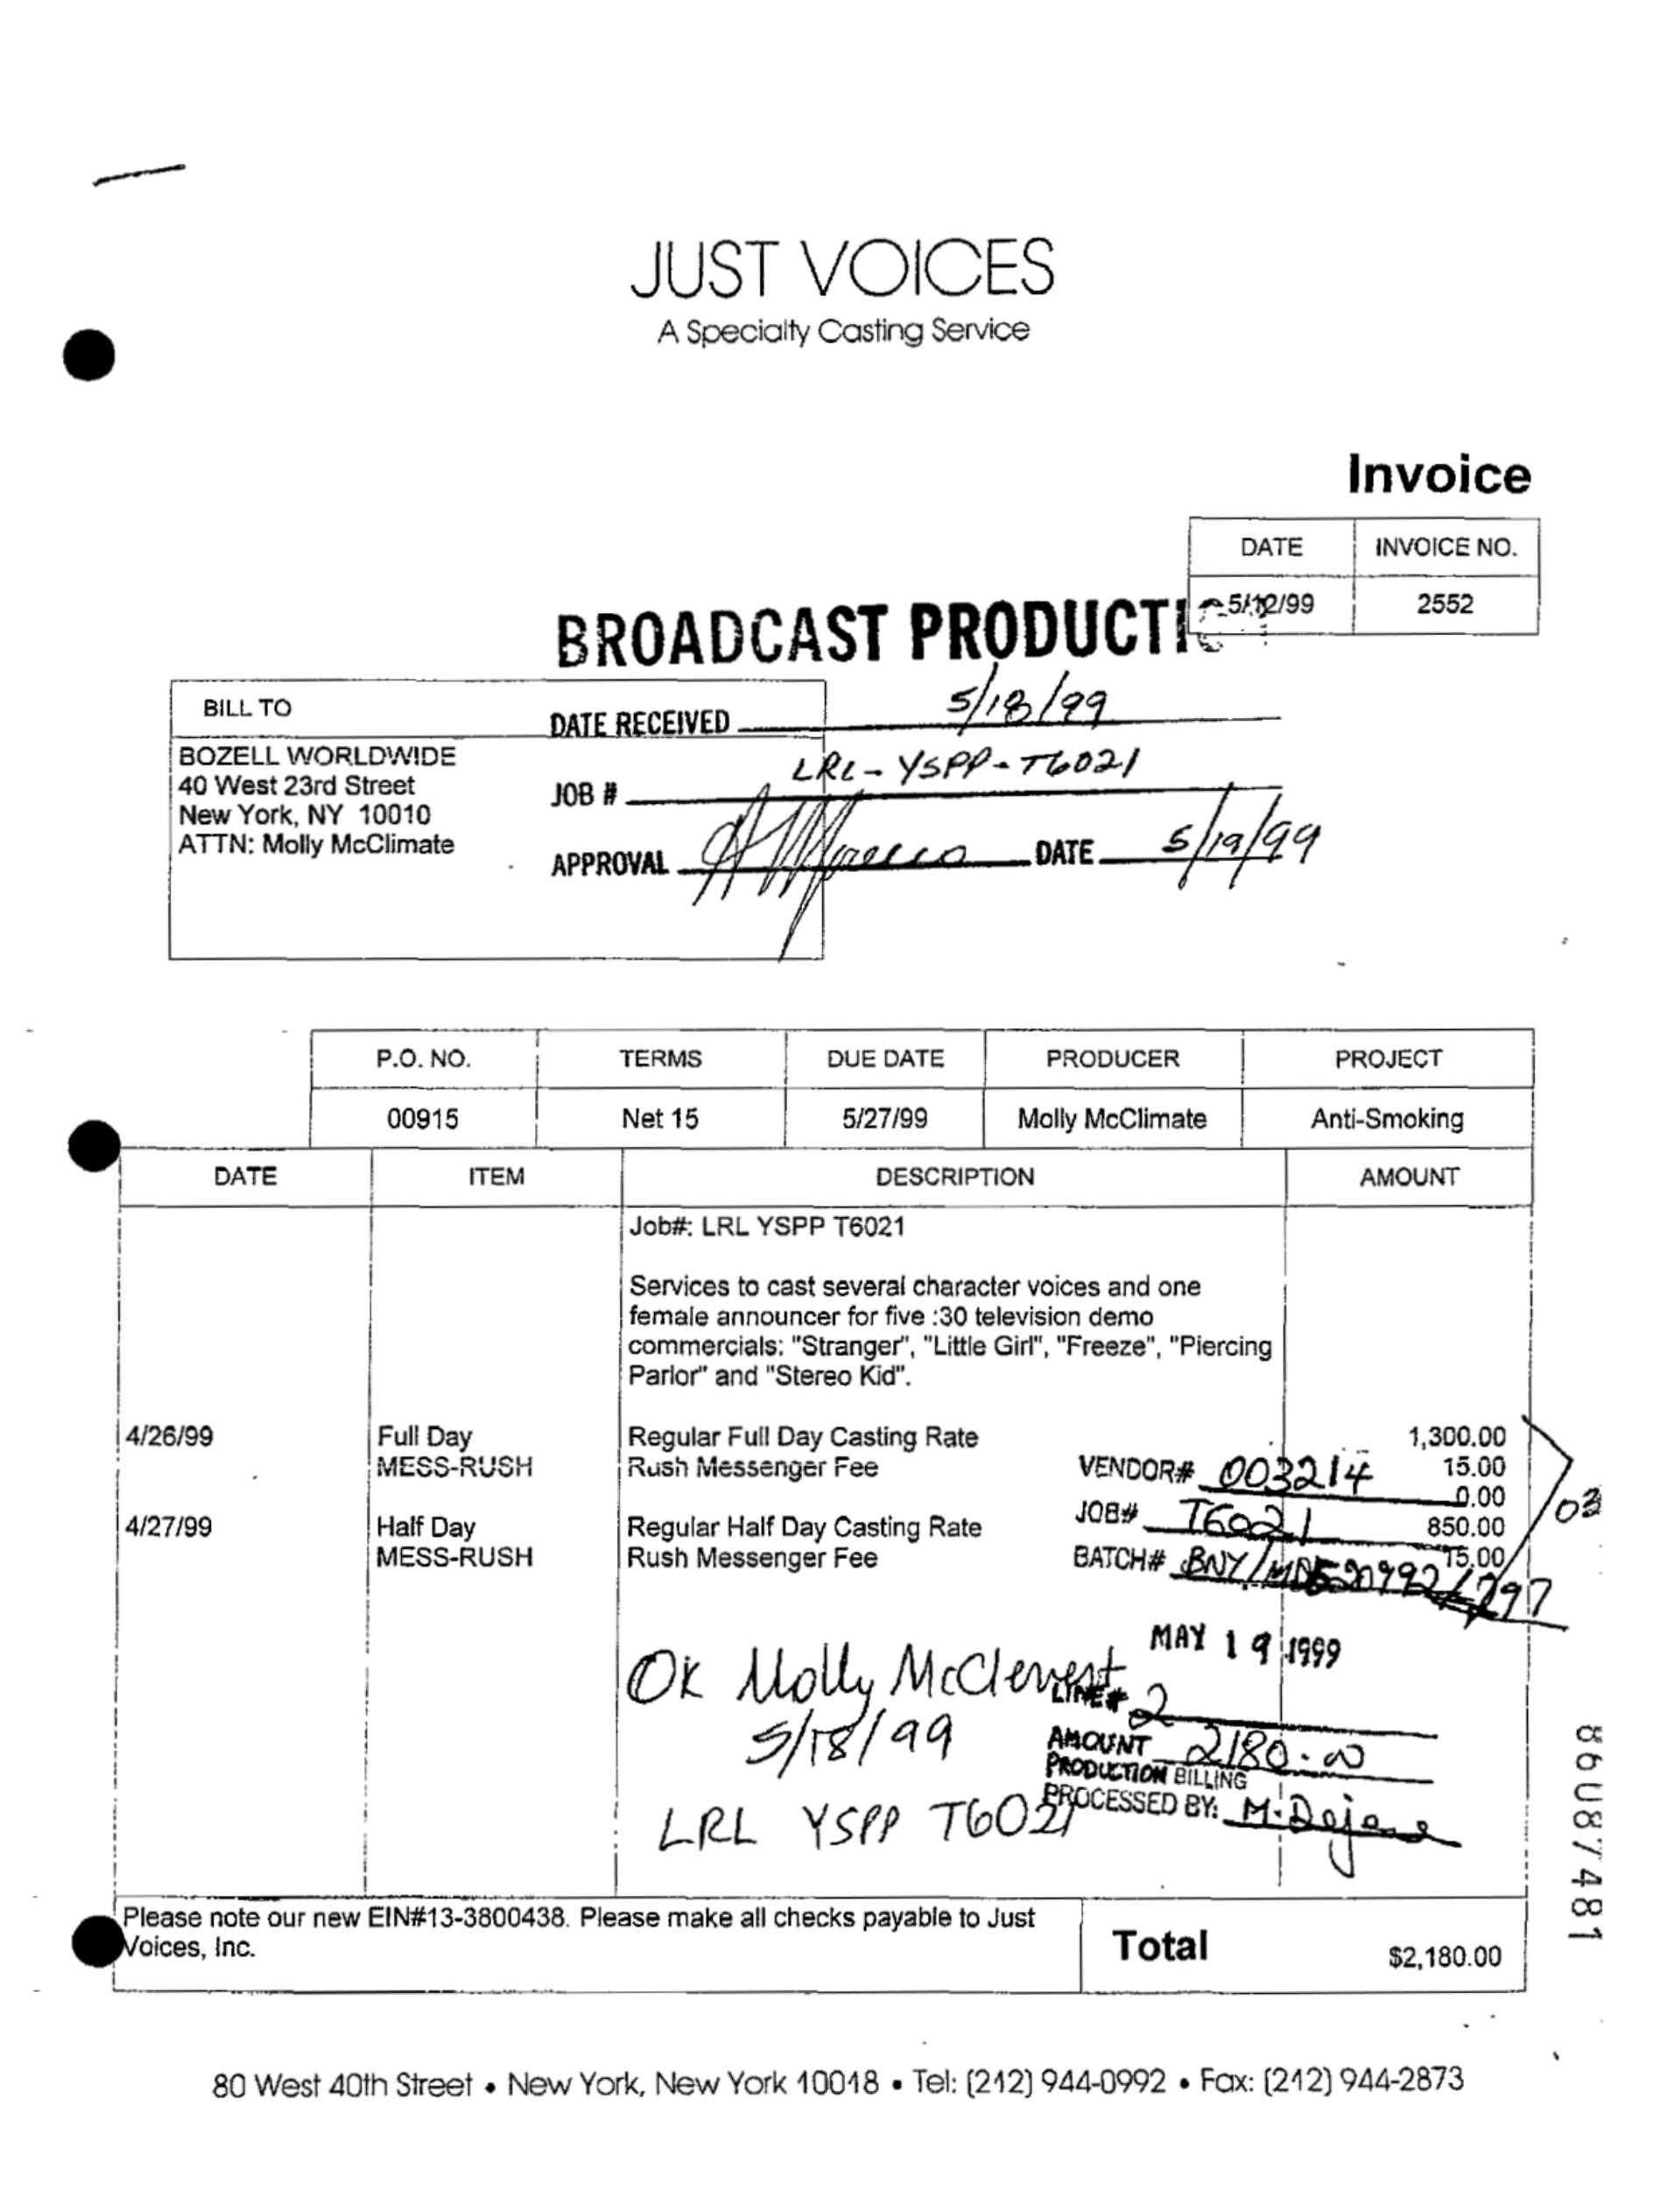 JUST VOICES
A Specialty Casting Service
Invoice
DATE INVOICE NO.
5/12/99 2552
BROADCAST PRODUCTI
BILL TO
DATE RECEIVED 5/18/99
BOZELL WORLDWIDE
40 West 23rd Street
New York, NY 10010
ATTN: Molly McClimate
JOB # LRL-YSPP-T6021
APPROVAL DATE 5/19/99
P.O. NO. TERMS DUE DATE PRODUCER PROJECT
00915 Net 15 5/27/99 Molly McClimate Anti-Smoking
DATE ITEM DESCRIPTION AMOUNT
Job#: LRL YSPP T6021
Services to cast several character voices and one
female announcer for five :30 television demo
commercials: "Stranger", "Little Girl", "Freeze", "Piercing
Parlor" and "Stereo Kid".
4/26/99 Full Day Regular Full Day Casting Rate 1,300.00
MESS-RUSH Rush Messenger Fee VENDOR# 003214 15.00
0.00
03
4/27/99 Half Day Regular Half Day Casting Rate JOB# T6021 850.00
MESS-RUSH Rush Messenger Fee BATCH# BNY/ 15.00
MAY 19 1999
OK Molly
5/18/99
LINE# 2
AMOUNT 2180.00
PRODUCTION BILLING
PROCESSED BY: M.
LRL YSPP T6021
86087481
Please note our new EIN#13-3800438. Please make all checks payable to Just
Voices, Inc.
Total $2,180.00
80 West 40th Street • New York, New York 10018 • Tel: (212) 944-0992 • Fax: (212) 944-2873